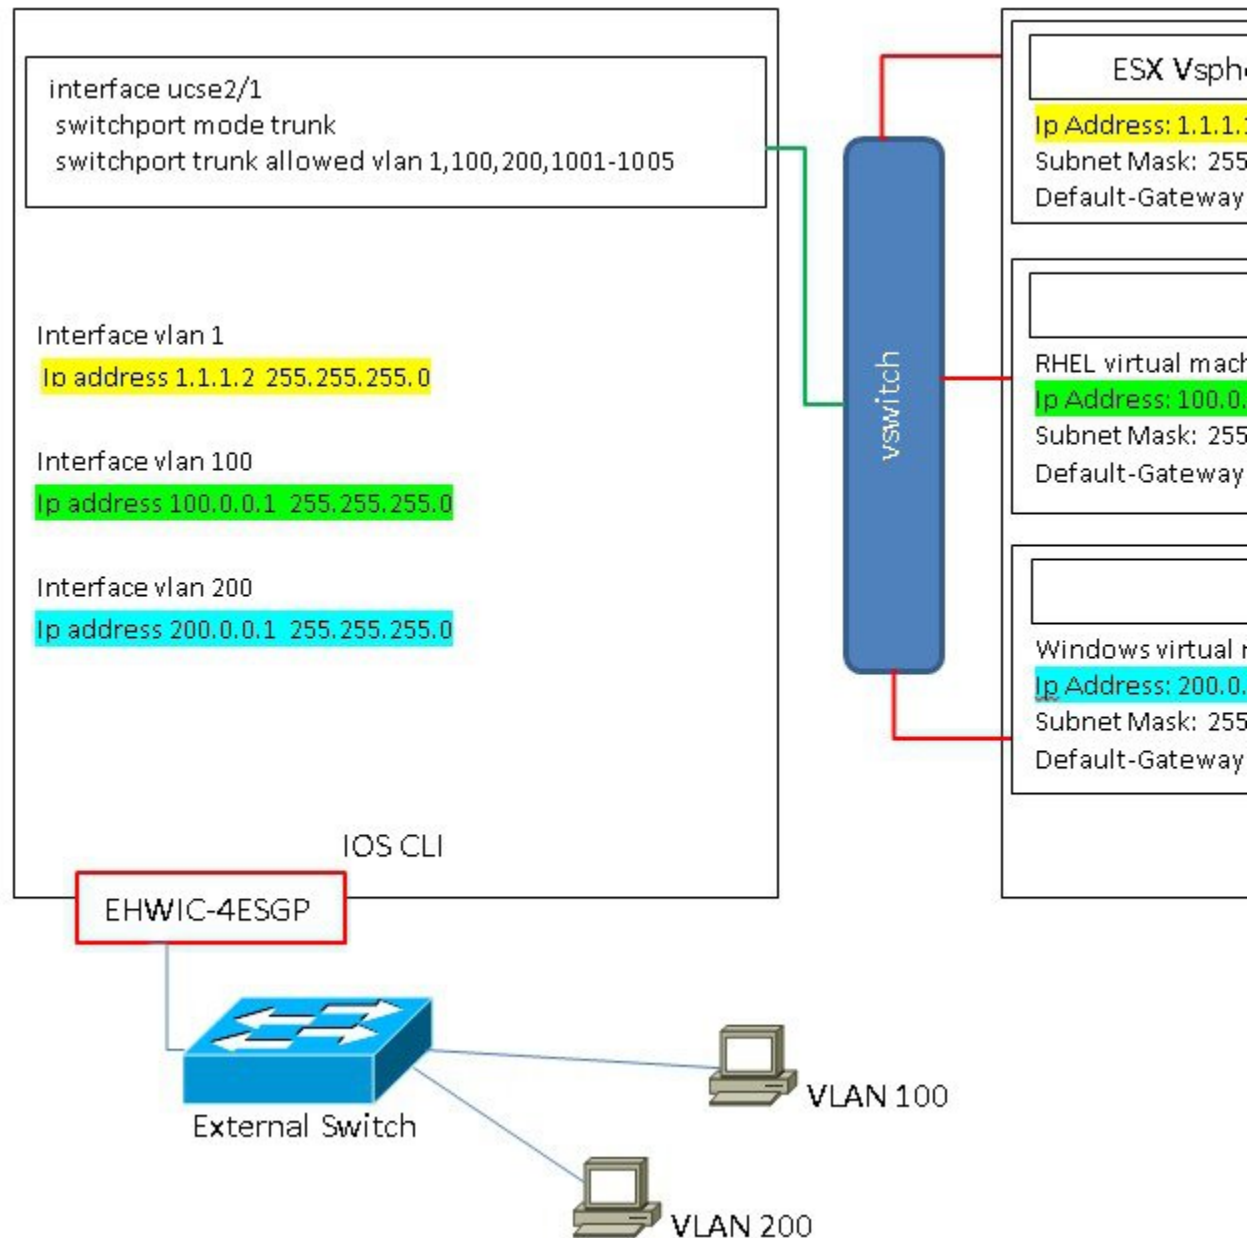 interface ucse2/1
switchport mode trunk
switchport trunk allowed vlan 1,100,200,1001-1005
Interface vlan 1
Ip address 1.1.1.2 255.255.255.0
Interface vlan 100
Ip address 100.0.0.1 255.255.255.0
Interface vlan 200
Ip address 200.0.0.1 255.255.255.0
IOS CLI
EHWIC-4ESGP
External Switch
VLAN 100
VLAN 200
vswitch
ESX
Ip Address: 1.1.1.
Subnet Mask: 255
Default-Gateway
RHEL virtual
Ip Address: 100.0.
Subnet Mask: 255
Default-Gateway
Windows virtual
Ip Address: 200.0.
Subnet Mask: 255
Default-Gateway